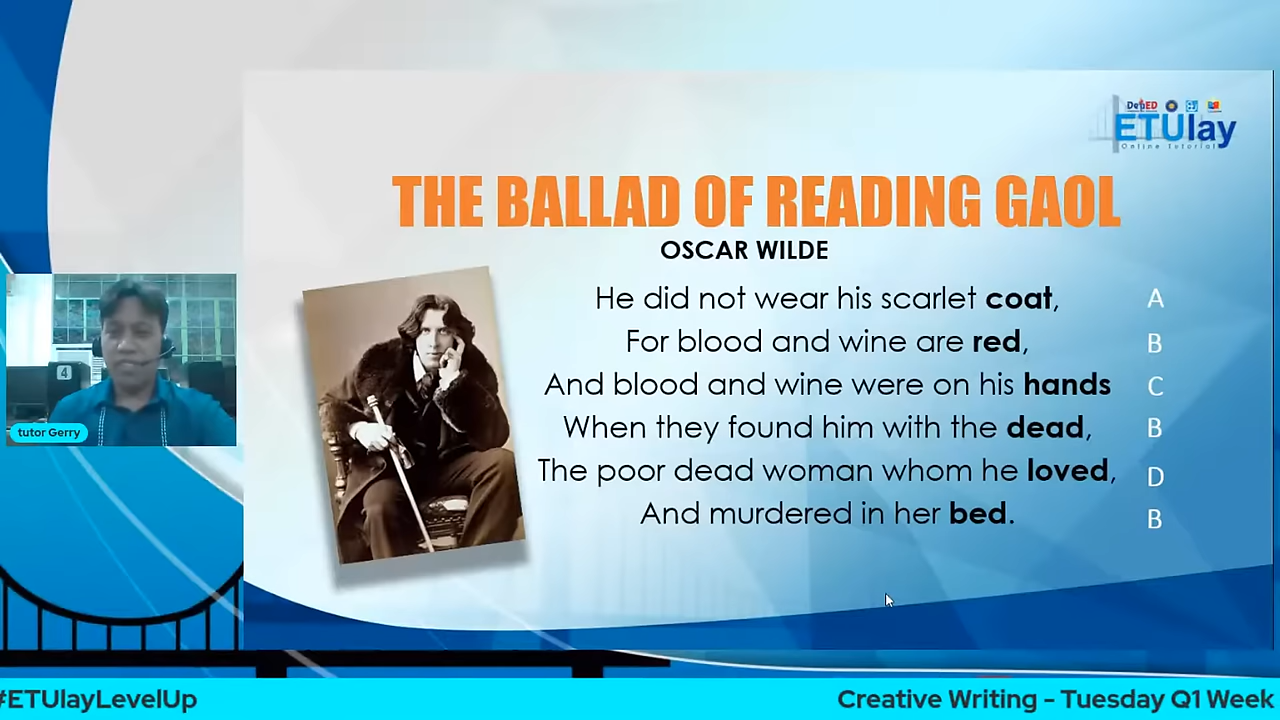 DepED
ETUlay
Online Tutorial
THE BALLAD OF READING GAOL
OSCAR WILDE
He did not wear his scarlet coat, A
For blood and wine are red, B
And blood and wine were on his hands C
When they found him with the dead, B
The poor dead woman whom he loved, D
And murdered in her bed. B
4
tutor Gerry
#ETUlayLevelUp
Creative Writing - Tuesday Q1 Week